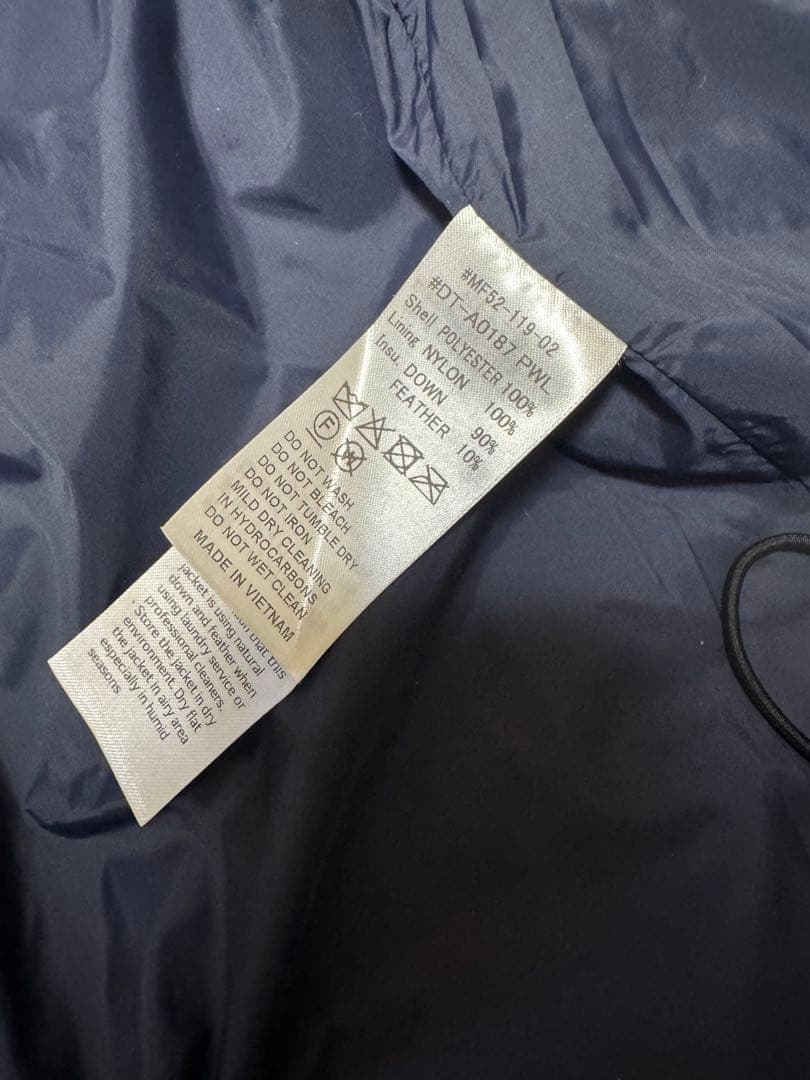 #MF52-119-02
#DT-A0187 PWL
Shell POLYESTER 100%
Lining NYLON 100%
Insu. DOWN 90%
FEATHER 10%
F
W
DO NOT WASH
DO NOT BLEACH
DO NOT TUMBLE DRY
DO NOT IRON
MILD DRY CLEANING
IN HYDROCARBONS
DO NOT WET CLEAN
MADE IN VIETNAM
that this
jacket is using natural
down and feather when
using laundry service or
professional cleaners.
. Store the jacket in dry
environment. Dry flat
the jacket in airy area
especially in humid
seasons